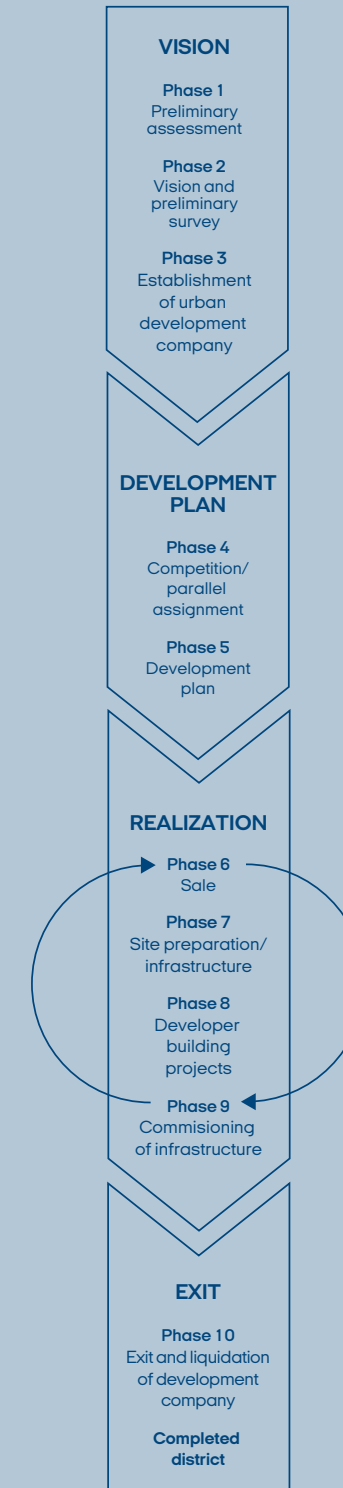 VISION
Phase 1
Preliminary
assessment
Phase 2
Vision and
preliminary
survey
Phase 3
Establishment
of urban
development
company
DEVELOPMENT
PLAN
Phase 4
Competition/
parallel
assignment
Phase 5
Development
plan
REALIZATION
Phase 6
Sale
Phase 7
Site preparation/
infrastructure
Phase 8
Developer
building
projects
Phase 9
Commisioning
of infrastructure
EXIT
Phase 10
Exit and liquidation
of development
company
Completed
district